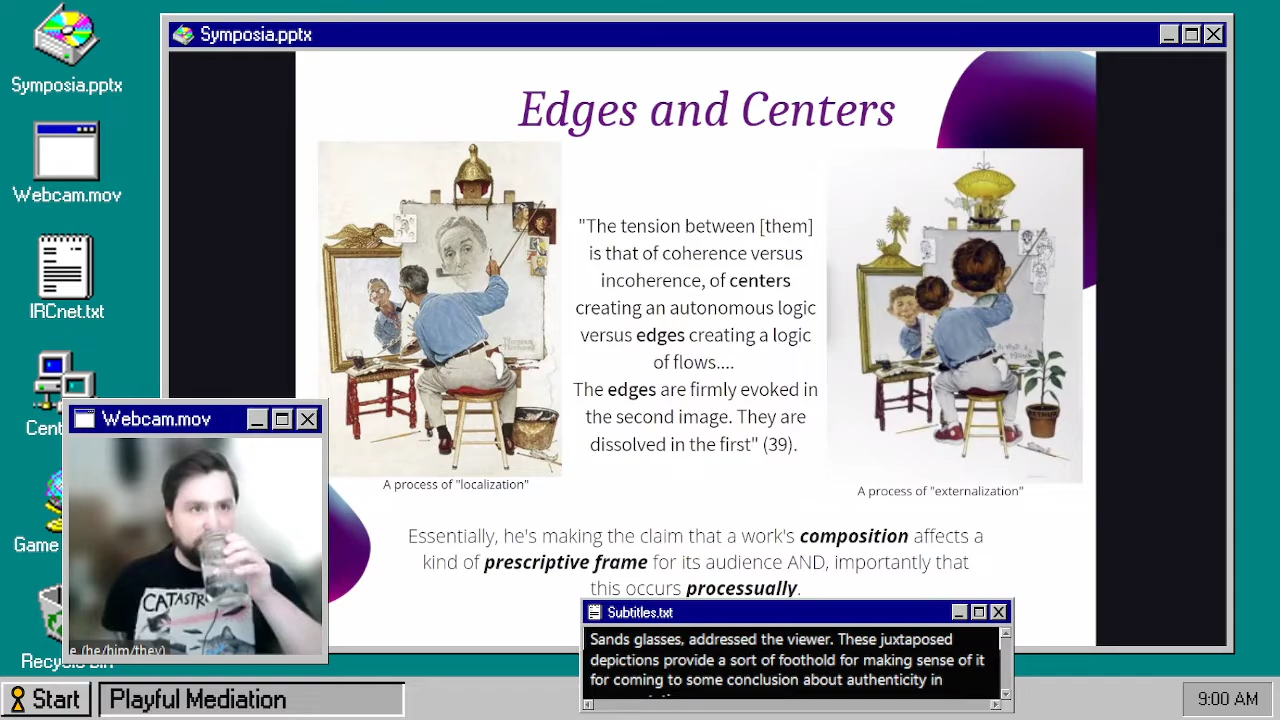 Symposia.pptx
Webcam.mov
IRCnet.txt
Cent
Game
Recycle Bin
Symposia.pptx
Edges and Centers
"The tension between [them]
is that of coherence versus
incoherence, of centers
creating an autonomous logic
versus edges creating a logic
of flows....
The edges are firmly evoked in
the second image. They are
dissolved in the first" (39).
A process of "localization"
A process of "externalization"
Essentially, he's making the claim that a work's composition affects a
kind of prescriptive frame for its audience AND, importantly that
this occurs processually.
Webcam.mov
CATASTR
e (he/him/they)
Subtitles.txt
Sands glasses, addressed the viewer. These juxtaposed
depictions provide a sort of foothold for making sense of it
for coming to some conclusion about authenticity in
Start
Playful Mediation
9:00 AM